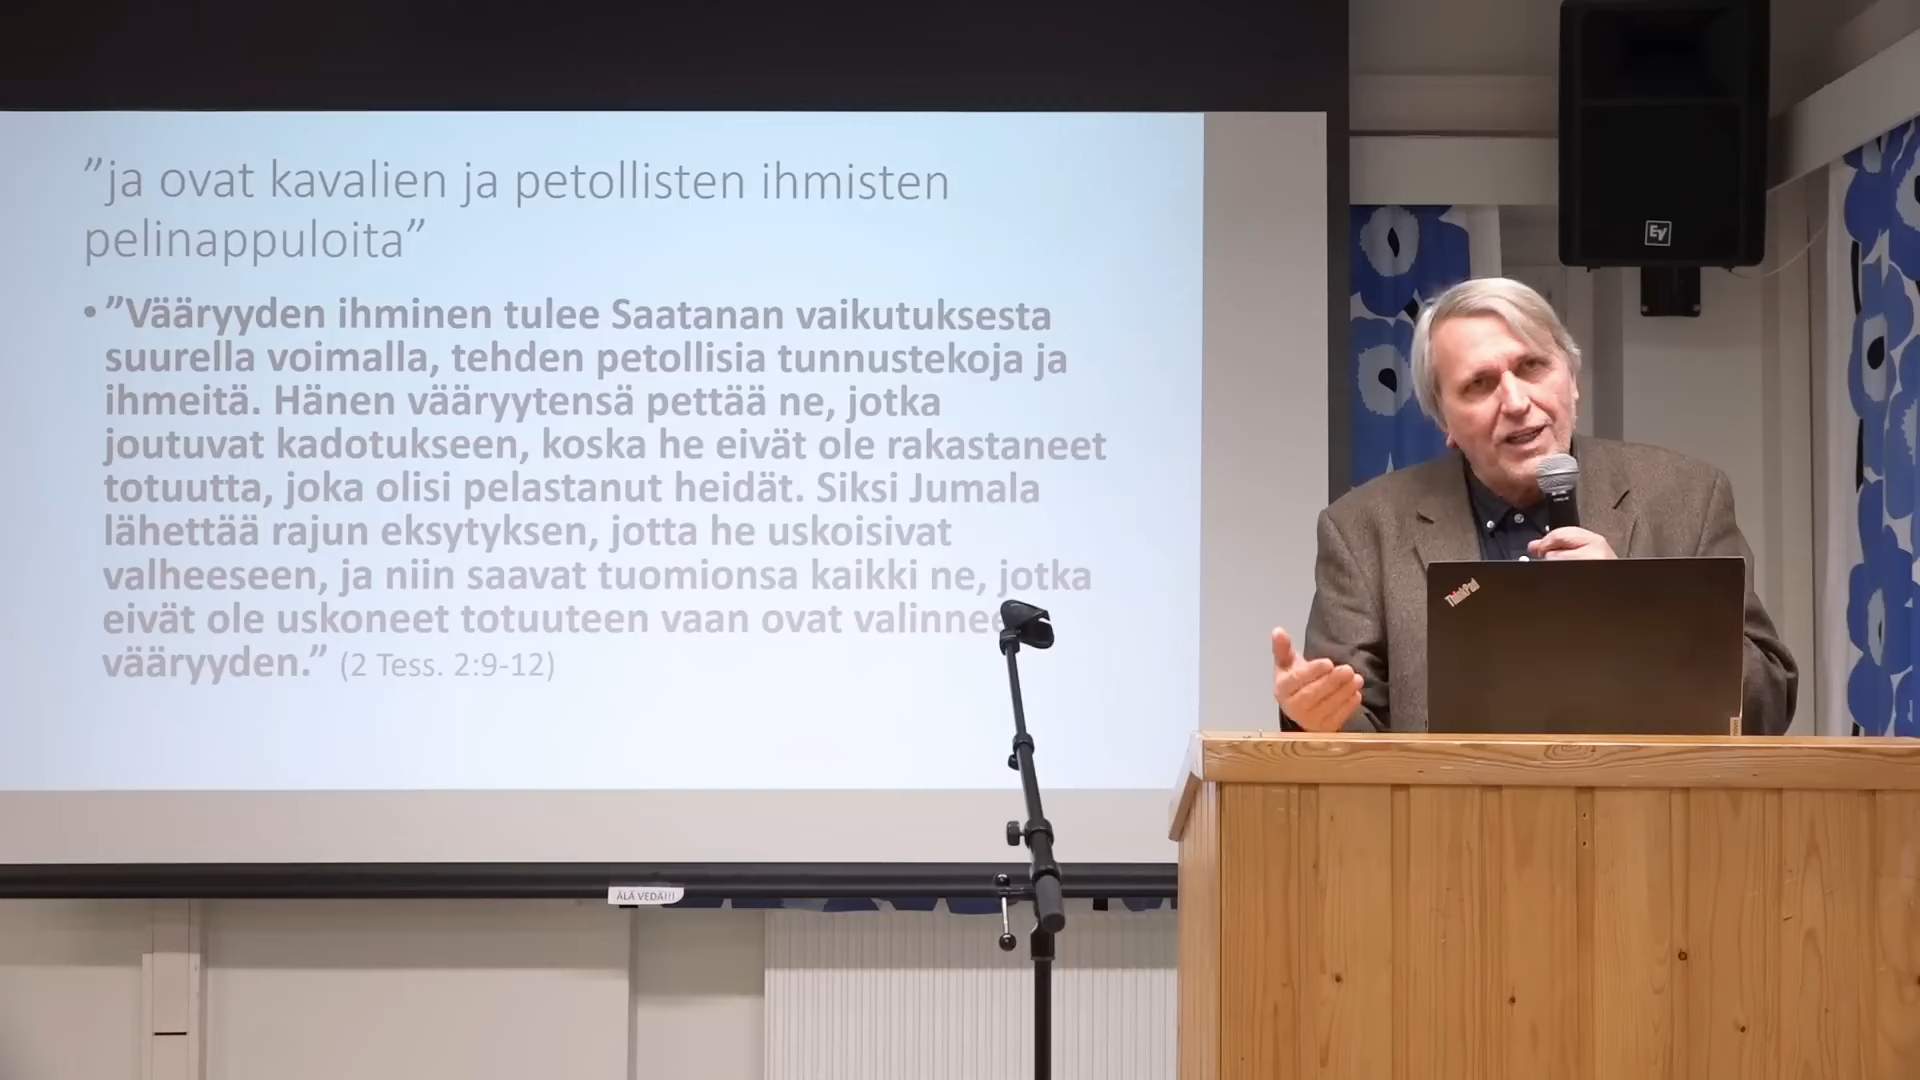 ”ja ovat kavalien ja petollisten ihmisten
pelinappuloita”
• ”Vääryyden ihminen tulee Saatanan vaikutuksesta
suurella voimalla, tehden petollisia tunnustekoja ja
ihmeitä. Hänen vääryytensä pettää ne, jotka
joutuvat kadotukseen, koska he eivät ole rakastaneet
totuutta, joka olisi pelastanut heidät. Siksi Jumala
lähettää rajun eksytyksen, jotta he uskoisivat
valheeseen, ja niin saavat tuomionsa kaikki ne, jotka
eivät ole uskoneet totuuteen vaan ovat valinnee
vääryyden.” (2 Tess. 2:9-12)
EV
ThinkPad
ÄLÄ VEDÄ!!!